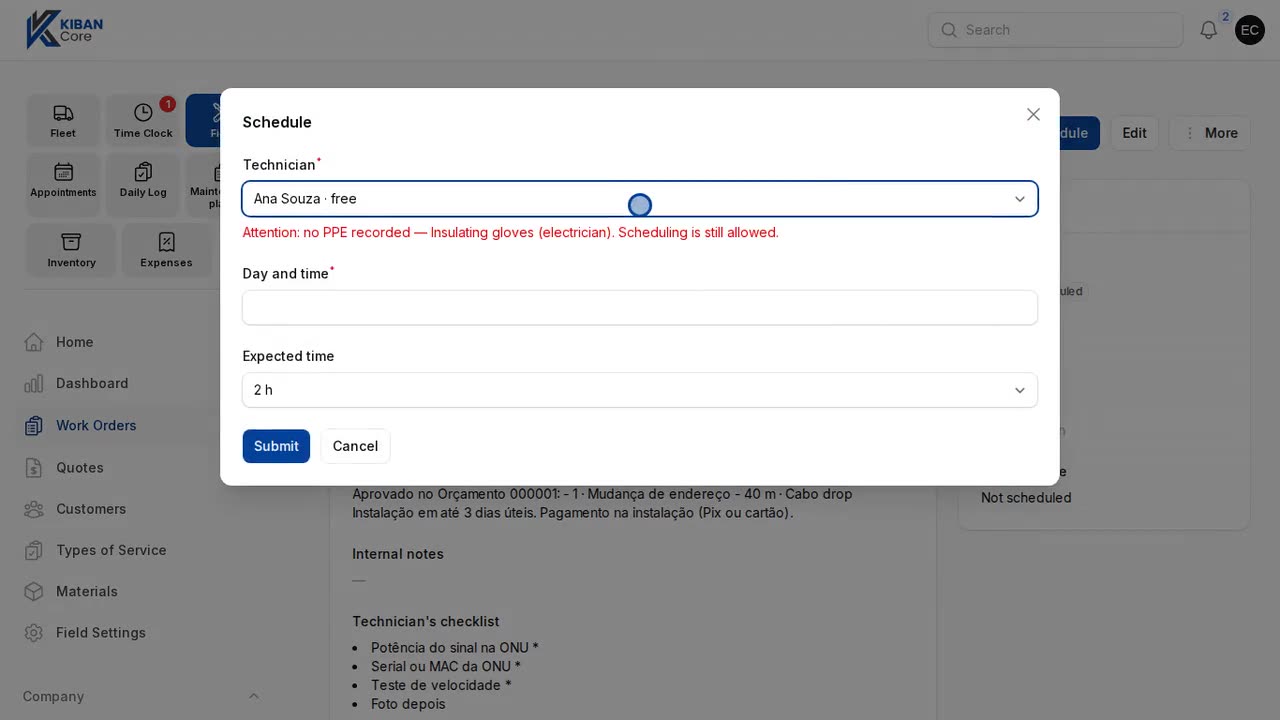 KIBAN
Core
Search
2
EC
Fleet
1
Time Clock
Appointments
Daily Log
Inventory
Expenses
Edit
More
Schedule
Technician*
Ana Souza · free
Attention: no PPE recorded — Insulating gloves (electrician). Scheduling is still allowed.
Day and time*
Expected time
2 h
Submit
Cancel
Home
Dashboard
Work Orders
Quotes
Customers
Types of Service
Materials
Field Settings
Company
Not scheduled
Aprovado no Orçamento 000001: - 1 · Mudança de endereço - 40 m · Cabo drop
Instalação em até 3 dias úteis. Pagamento na instalação (Pix ou cartão).
Internal notes
—
Technician's checklist
• Potência do sinal na ONU *
• Serial ou MAC da ONU *
• Teste de velocidade *
• Foto depois